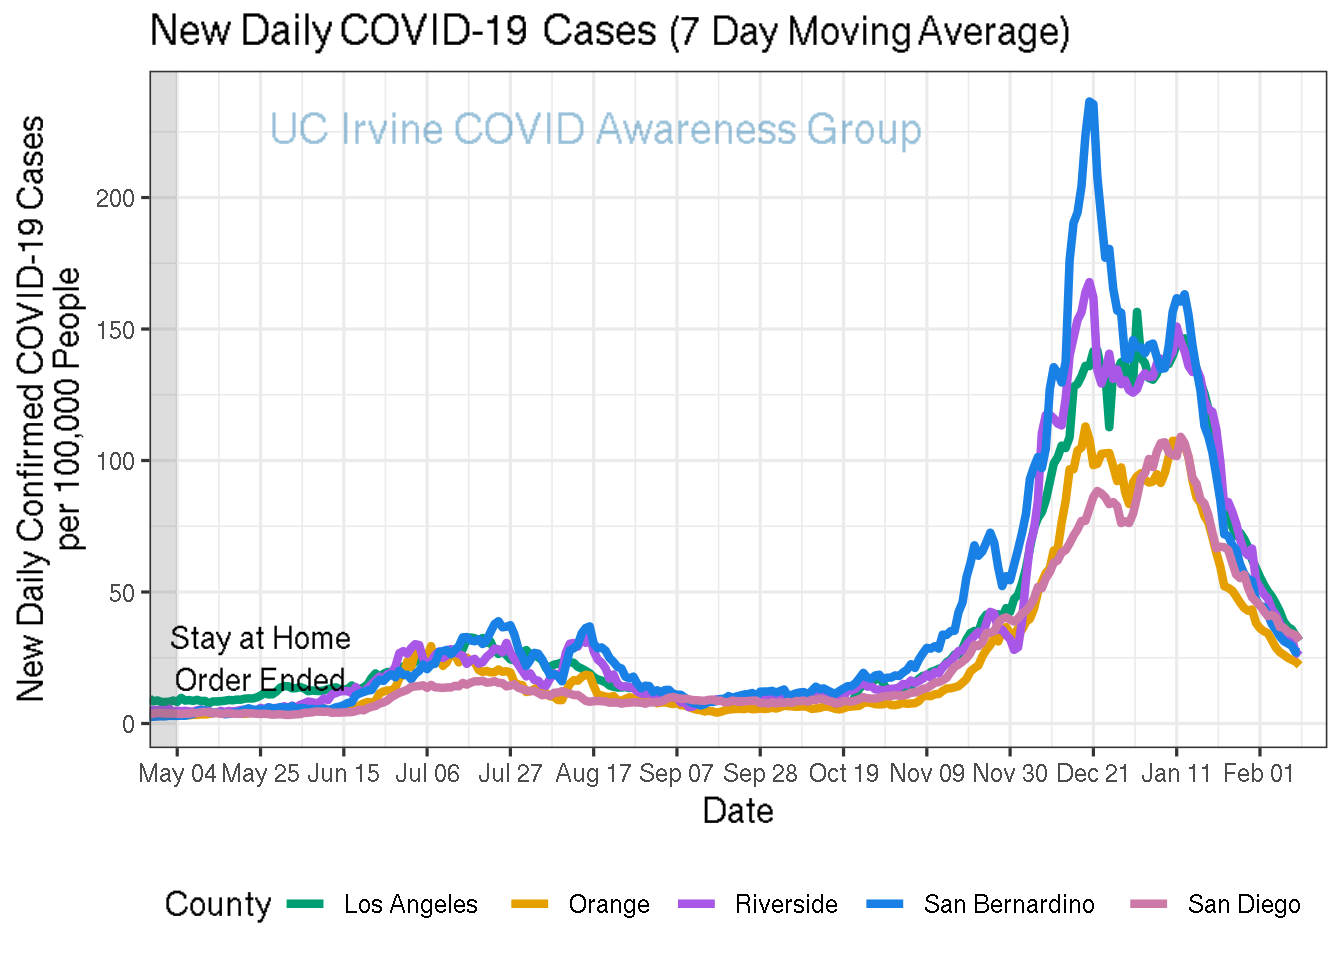 New Daily COVID-19 Cases (7 Day Moving Average)
UC Irvine COVID Awareness Group
New Daily Confirmed COVID-19 Cases
per 100,000 People
200
150
100
50
0
Stay at Home
Order Ended
May 04 May 25 Jun 15 Jul 06 Jul 27 Aug 17 Sep 07 Sep 28 Oct 19 Nov 09 Nov 30 Dec 21 Jan 11 Feb 01
Date
County Los Angeles Orange Riverside San Bernardino San Diego